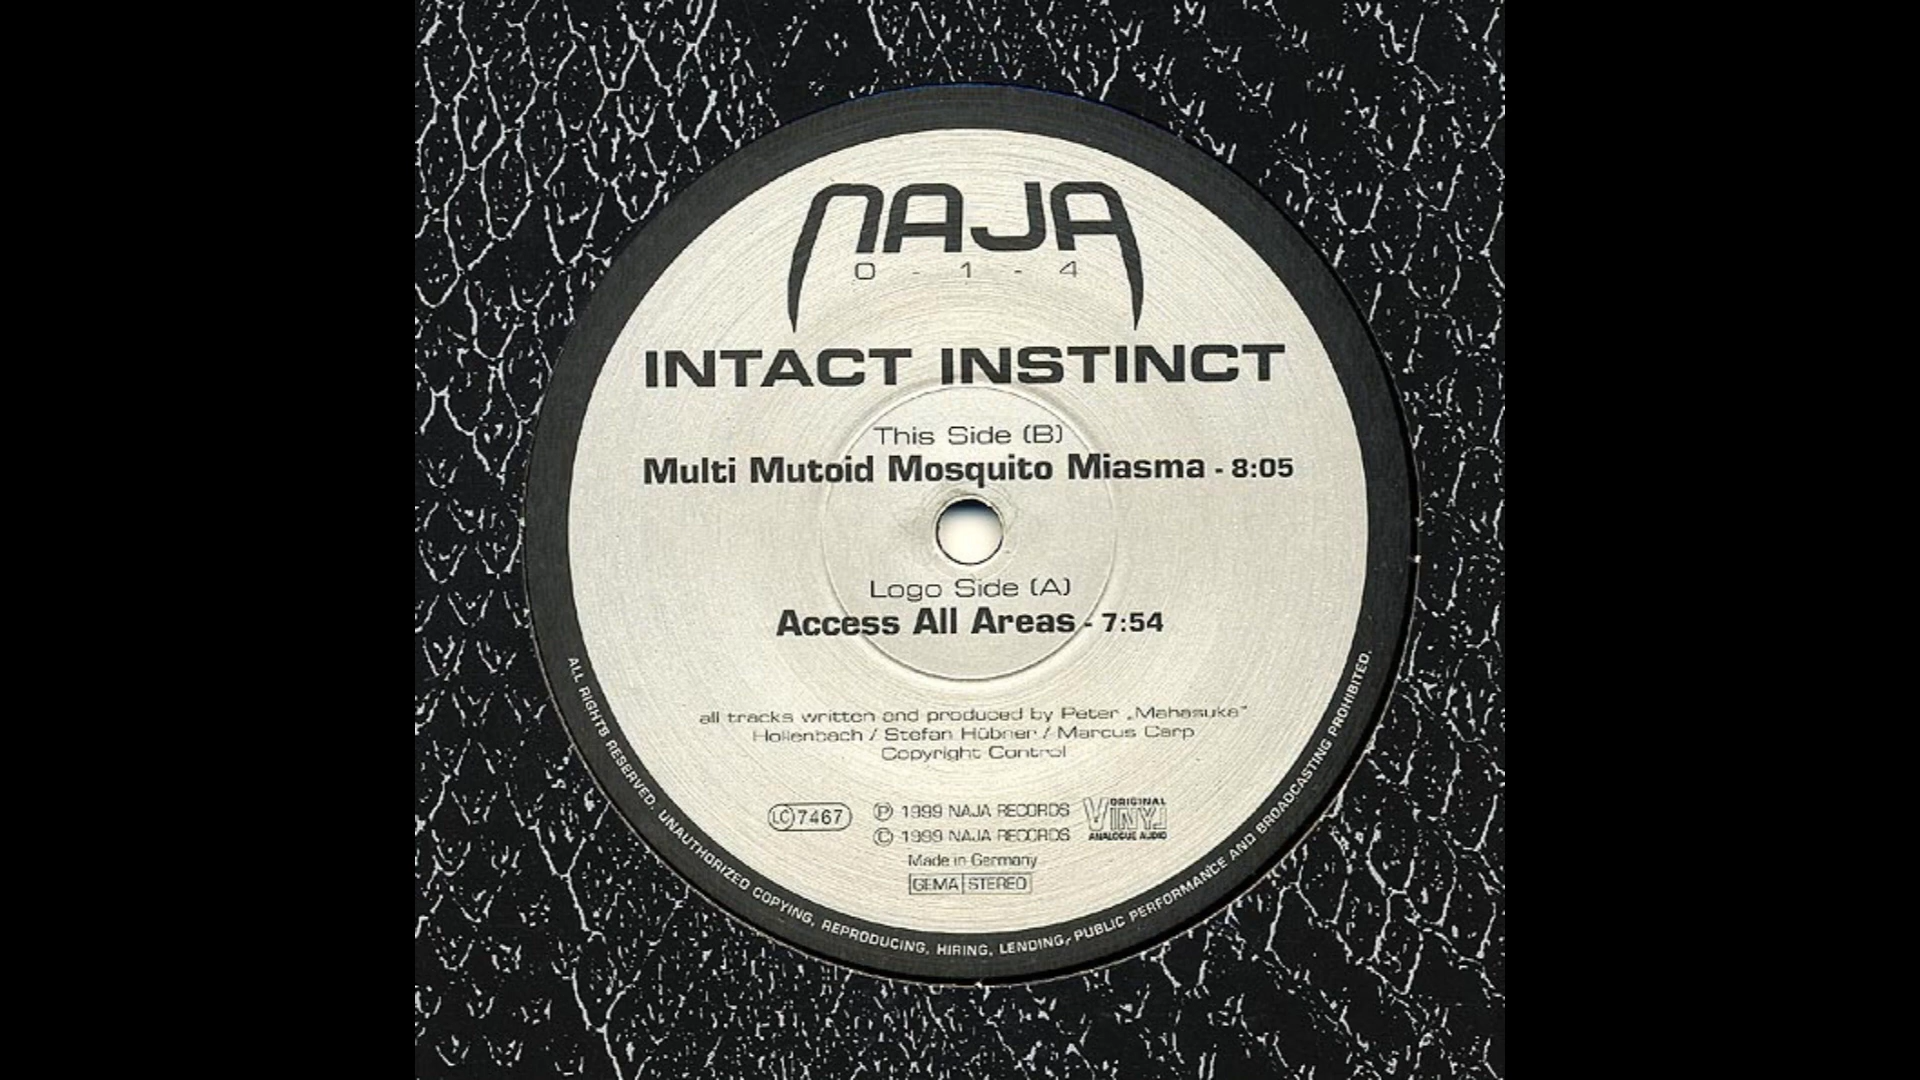 NAJA
0 - 1 - 4
INTACT INSTINCT
This Side (B)
Multi Mutoid Mosquito Miasma - 8:05
Logo Side (A)
Access All Areas - 7:54
all tracks written and produced by Peter „Mahasuka“
Hollenbach / Stefan Hübner / Marcus Carp
Copyright Control
LC 7467
Ⓟ 1999 NAJA RECORDS
© 1999 NAJA RECORDS
ORIGINAL
VINYL
ANALOGUE AUDIO
Made in Germany
GEMA STEREO
ALL RIGHTS RESERVED. UNAUTHORIZED COPYING, REPRODUCING, HIRING, LENDING, PUBLIC PERFORMANCE AND BROADCASTING PROHIBITED.